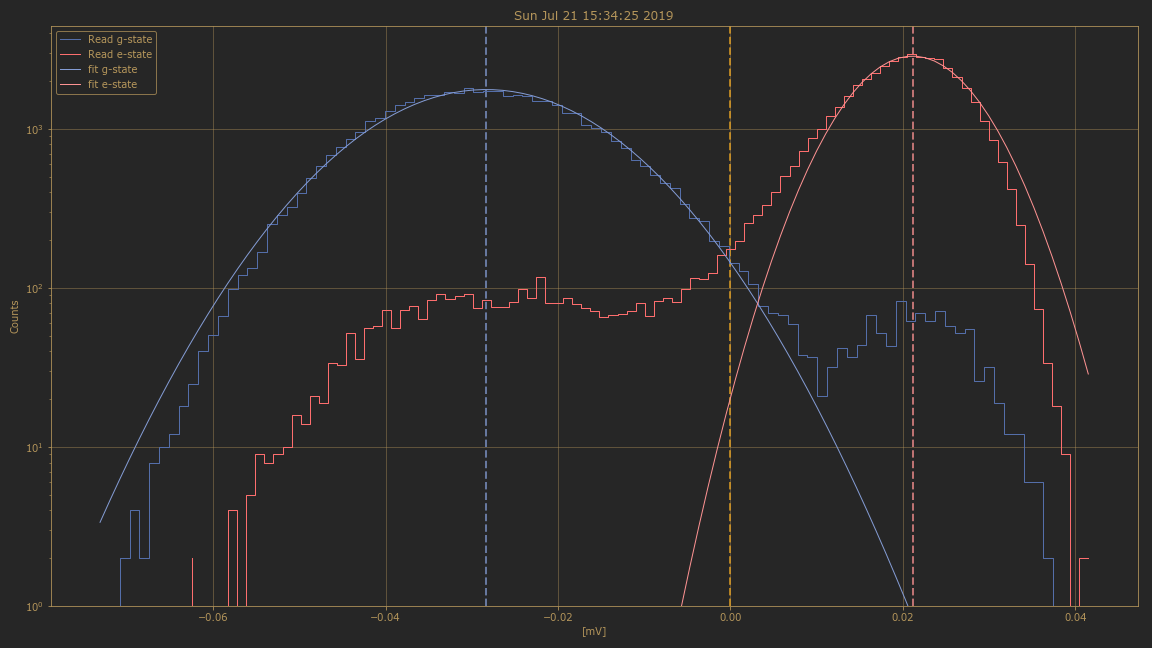 Sun Jul 21 15:34:25 2019
Read g-state
Read e-state
fit g-state
fit e-state
Counts
10³
10²
10¹
10⁰
−0.06
−0.04
−0.02
0.00
0.02
0.04
[mV]